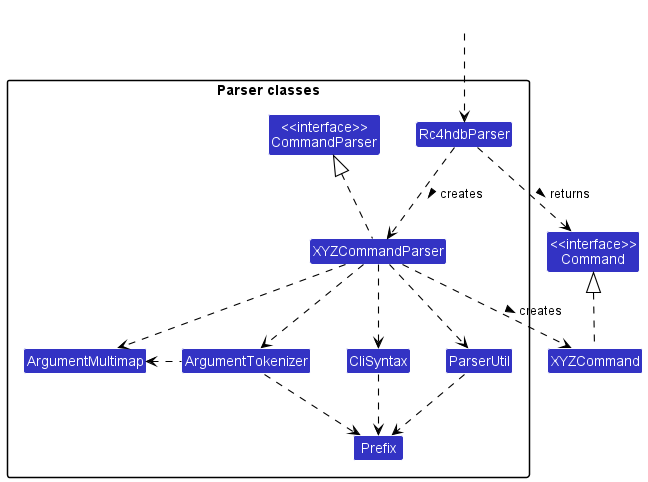 Parser classes
<<interface>>
CommandParser
Rc4hdbParser
creates
returns
XYZCommandParser
<<interface>>
Command
creates
ArgumentMultimap
ArgumentTokenizer
CliSyntax
ParserUtil
XYZCommand
Prefix